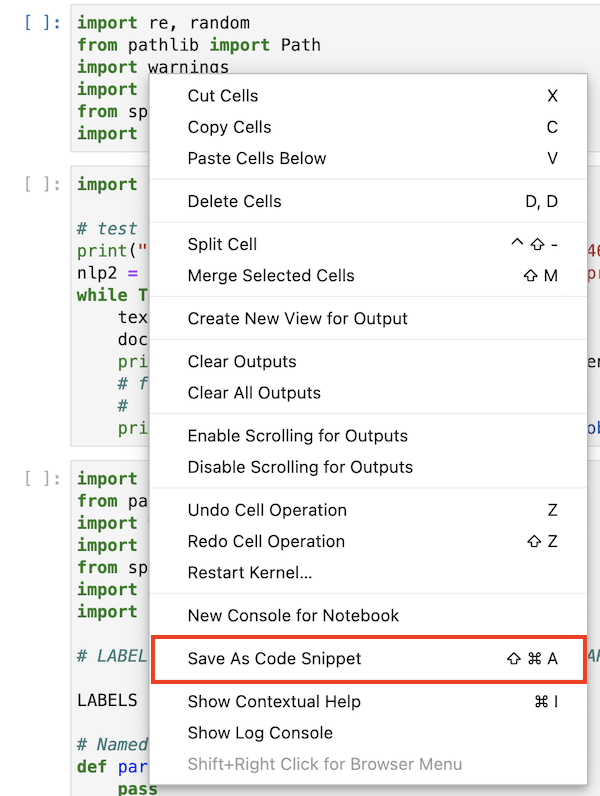 [ ]: import re, random
from pathlib import Path
import warnings
import
from sp
import
[ ]: import
# test
print("
nlp2 =
while T
tex
doc
pri
# f
#
pri
[ ]: import
from pa
import
import
from sp
import
import
# LABEL
LABELS
# Named
def par
pass
Cut Cells X
Copy Cells C
Paste Cells Below V
Delete Cells D, D
Split Cell ^ ⇧ -
Merge Selected Cells ⇧ M
Create New View for Output
Clear Outputs
Clear All Outputs
Enable Scrolling for Outputs
Disable Scrolling for Outputs
Undo Cell Operation Z
Redo Cell Operation ⇧ Z
Restart Kernel...
New Console for Notebook
Save As Code Snippet ⇧ ⌘ A
Show Contextual Help ⌘ I
Show Log Console
Shift+Right Click for Browser Menu